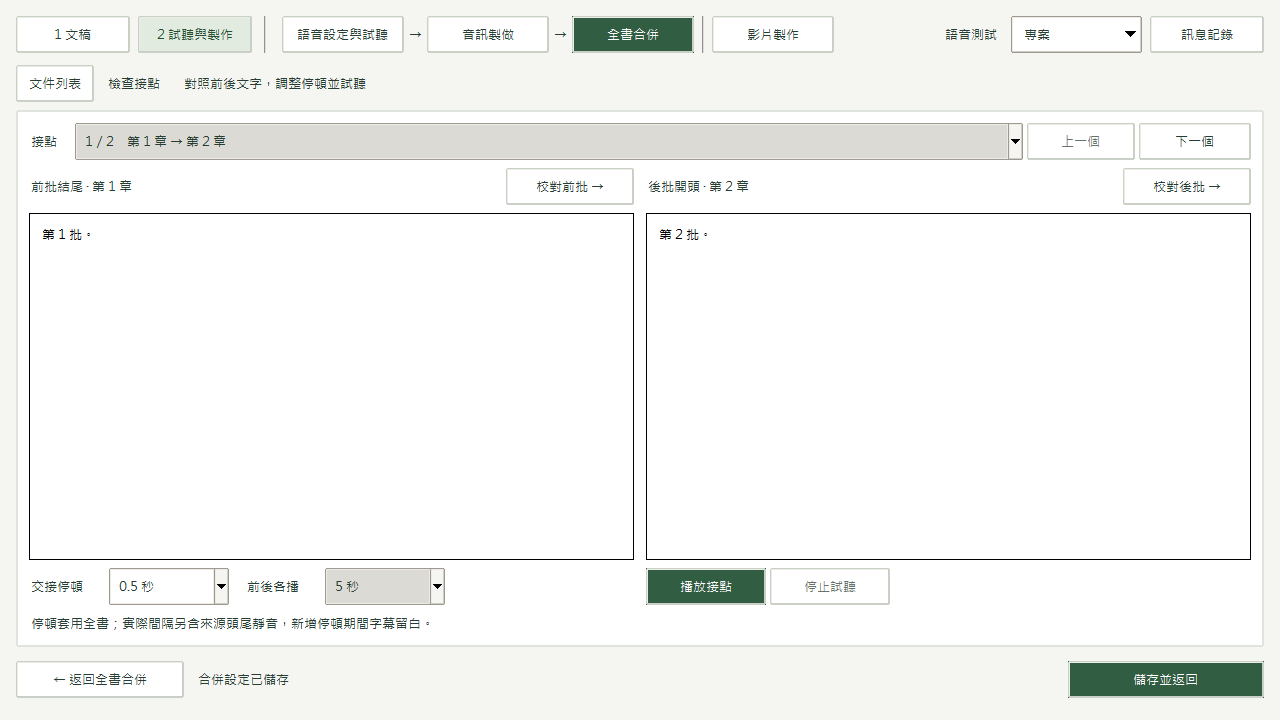 1 文稿 2 試聽與製作 語音設定與試聽 → 音訊製做 → 全書合併 影片製作 語音測試 專案 訊息記錄
文件列表 檢查接點 對照前後文字，調整停頓並試聽
接點 1 / 2 第 1 章 → 第 2 章 上一個 下一個
前批結尾 · 第 1 章 校對前批 → 後批開頭 · 第 2 章 校對後批 →
第 1 批。 第 2 批。
交接停頓 0.5 秒 前後各播 5 秒 播放接點 停止試聽
停頓套用全書；實際間隔另含來源頭尾靜音，新增停頓期間字幕留白。
← 返回全書合併 合併設定已儲存 儲存並返回